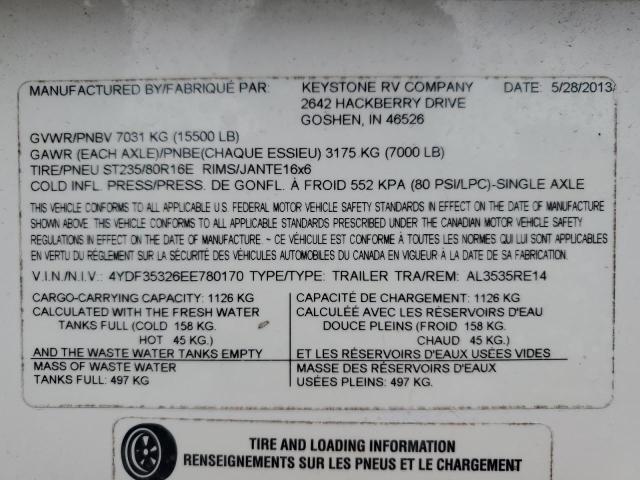 MANUFACTURED BY/FABRIQUÉ PAR: KEYSTONE RV COMPANY DATE: 5/28/2013
2642 HACKBERRY DRIVE
GOSHEN, IN 46526
GVWR/PNBV 7031 KG (15500 LB)
GAWR (EACH AXLE)/PNBE(CHAQUE ESSIEU) 3175 KG (7000 LB)
TIRE/PNEU ST235/80R16E RIMS/JANTE16x6
COLD INFL. PRESS/PRESS. DE GONFL. À FROID 552 KPA (80 PSI/LPC)-SINGLE AXLE
THIS VEHICLE CONFORMS TO ALL APPLICABLE U.S. FEDERAL MOTOR VEHICLE SAFETY STANDARDS IN EFFECT ON THE DATE OF MANUFACTURE
SHOWN ABOVE. THIS VEHICLE CONFORMS TO ALL APPLICABLE STANDARDS PRESCRIBED UNDER THE CANADIAN MOTOR VEHICLE SAFETY
REGULATIONS IN EFFECT ON THE DATE OF MANUFACTURE - CE VÉHICULE EST CONFORME À TOUTES LES NORMES QUI LUI SONT APPLICABLES
EN VERTU DU RÉGLEMENT SUR LA SÉCURITÉ DES VÉHICULES AUTOMOBILES DU CANADA EN VIGUEUR À LA DATE DE SA FABRICATION
V.I.N./N.I.V.: 4YDF35326EE780170 TYPE/TYPE: TRAILER TRA/REM: AL3535RE14
CARGO-CARRYING CAPACITY: 1126 KG
CALCULATED WITH THE FRESH WATER
TANKS FULL (COLD 158 KG.
HOT 45 KG.)
AND THE WASTE WATER TANKS EMPTY
MASS OF WASTE WATER
TANKS FULL: 497 KG
CAPACITÉ DE CHARGEMENT: 1126 KG
CALCULÉE AVEC LES RÉSERVOIRS D'EAU
DOUCE PLEINS (FROID 158 KG.
CHAUD 45 KG.)
ET LES RÉSERVOIRS D'EAUX USÉES VIDES
MASSE DES RÉSERVOIRS D'EAUX
USÉES PLEINS: 497 KG.
TIRE AND LOADING INFORMATION
RENSEIGNEMENTS SUR LES PNEUS ET LE CHARGEMENT